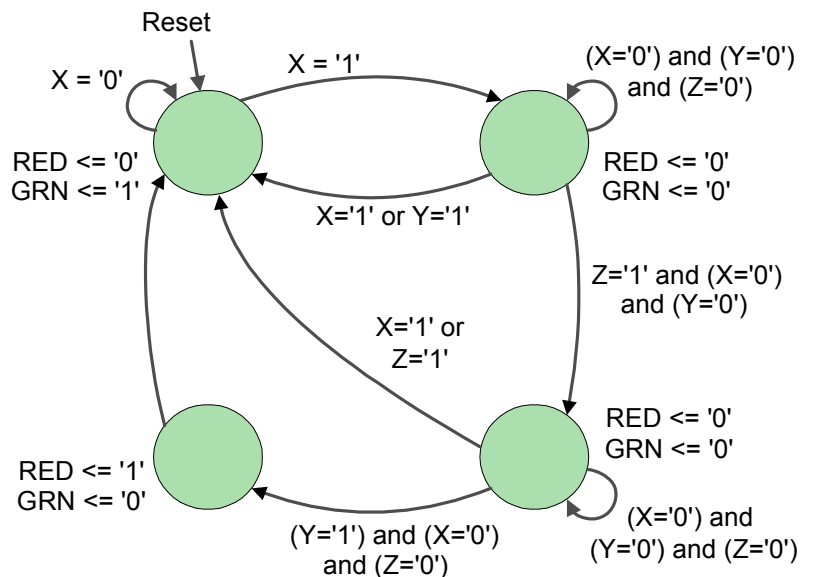 Reset
X = '0'
X = '1'
(X='0') and (Y='0')
and (Z='0')
RED <= '0'
GRN <= '1'
RED <= '0'
GRN <= '0'
X='1' or Y='1'
Z='1' and (X='0')
and (Y='0')
X='1' or
Z='1'
RED <= '0'
GRN <= '0'
RED <= '1'
GRN <= '0'
(Y='1') and (X='0')
and (Z='0')
(X='0') and
(Y='0') and (Z='0')